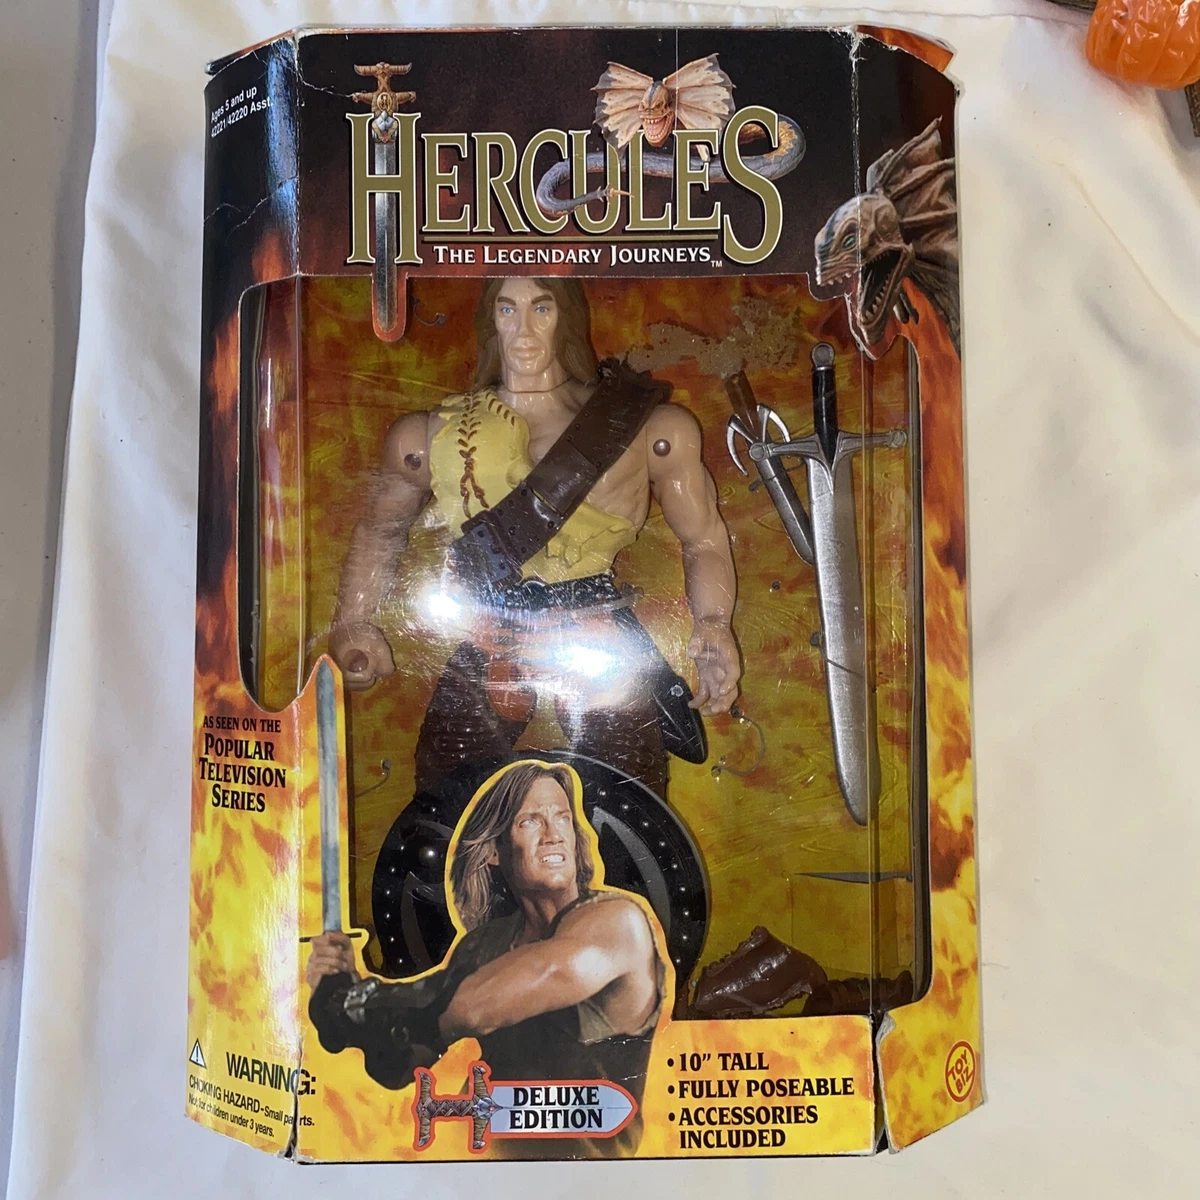 Ages 5 and up
42221/42220 Asst.
HERCULES
THE LEGENDARY JOURNEYS™
AS SEEN ON THE
POPULAR
TELEVISION
SERIES
WARNING:
CHOKING HAZARD-Small parts.
Not for children under 3 years.
DELUXE
EDITION
• 10” TALL
• FULLY POSEABLE
• ACCESSORIES
INCLUDED
TOY
BIZ